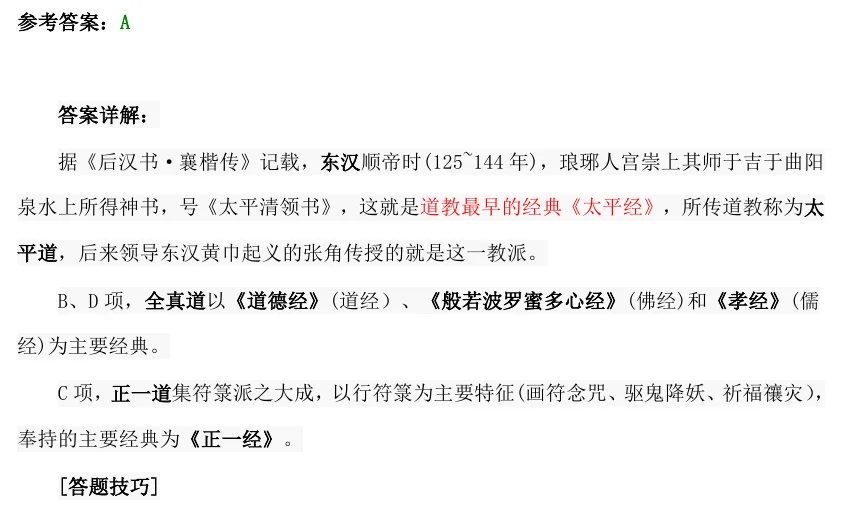 参考答案：A
答案详解：
据《后汉书·襄楷传》记载，东汉顺帝时(125~144 年)，琅琊人宫崇上其师于吉于曲阳
泉水上所得神书，号《太平清领书》，这就是道教最早的经典《太平经》，所传道教称为太
平道，后来领导东汉黄巾起义的张角传授的就是这一教派。
B、D 项，全真道以《道德经》(道经）、《般若波罗蜜多心经》(佛经)和《孝经》(儒
经)为主要经典。
C 项，正一道集符箓派之大成，以行符箓为主要特征(画符念咒、驱鬼降妖、祈福禳灾)，
奉持的主要经典为《正一经》。
[答题技巧]